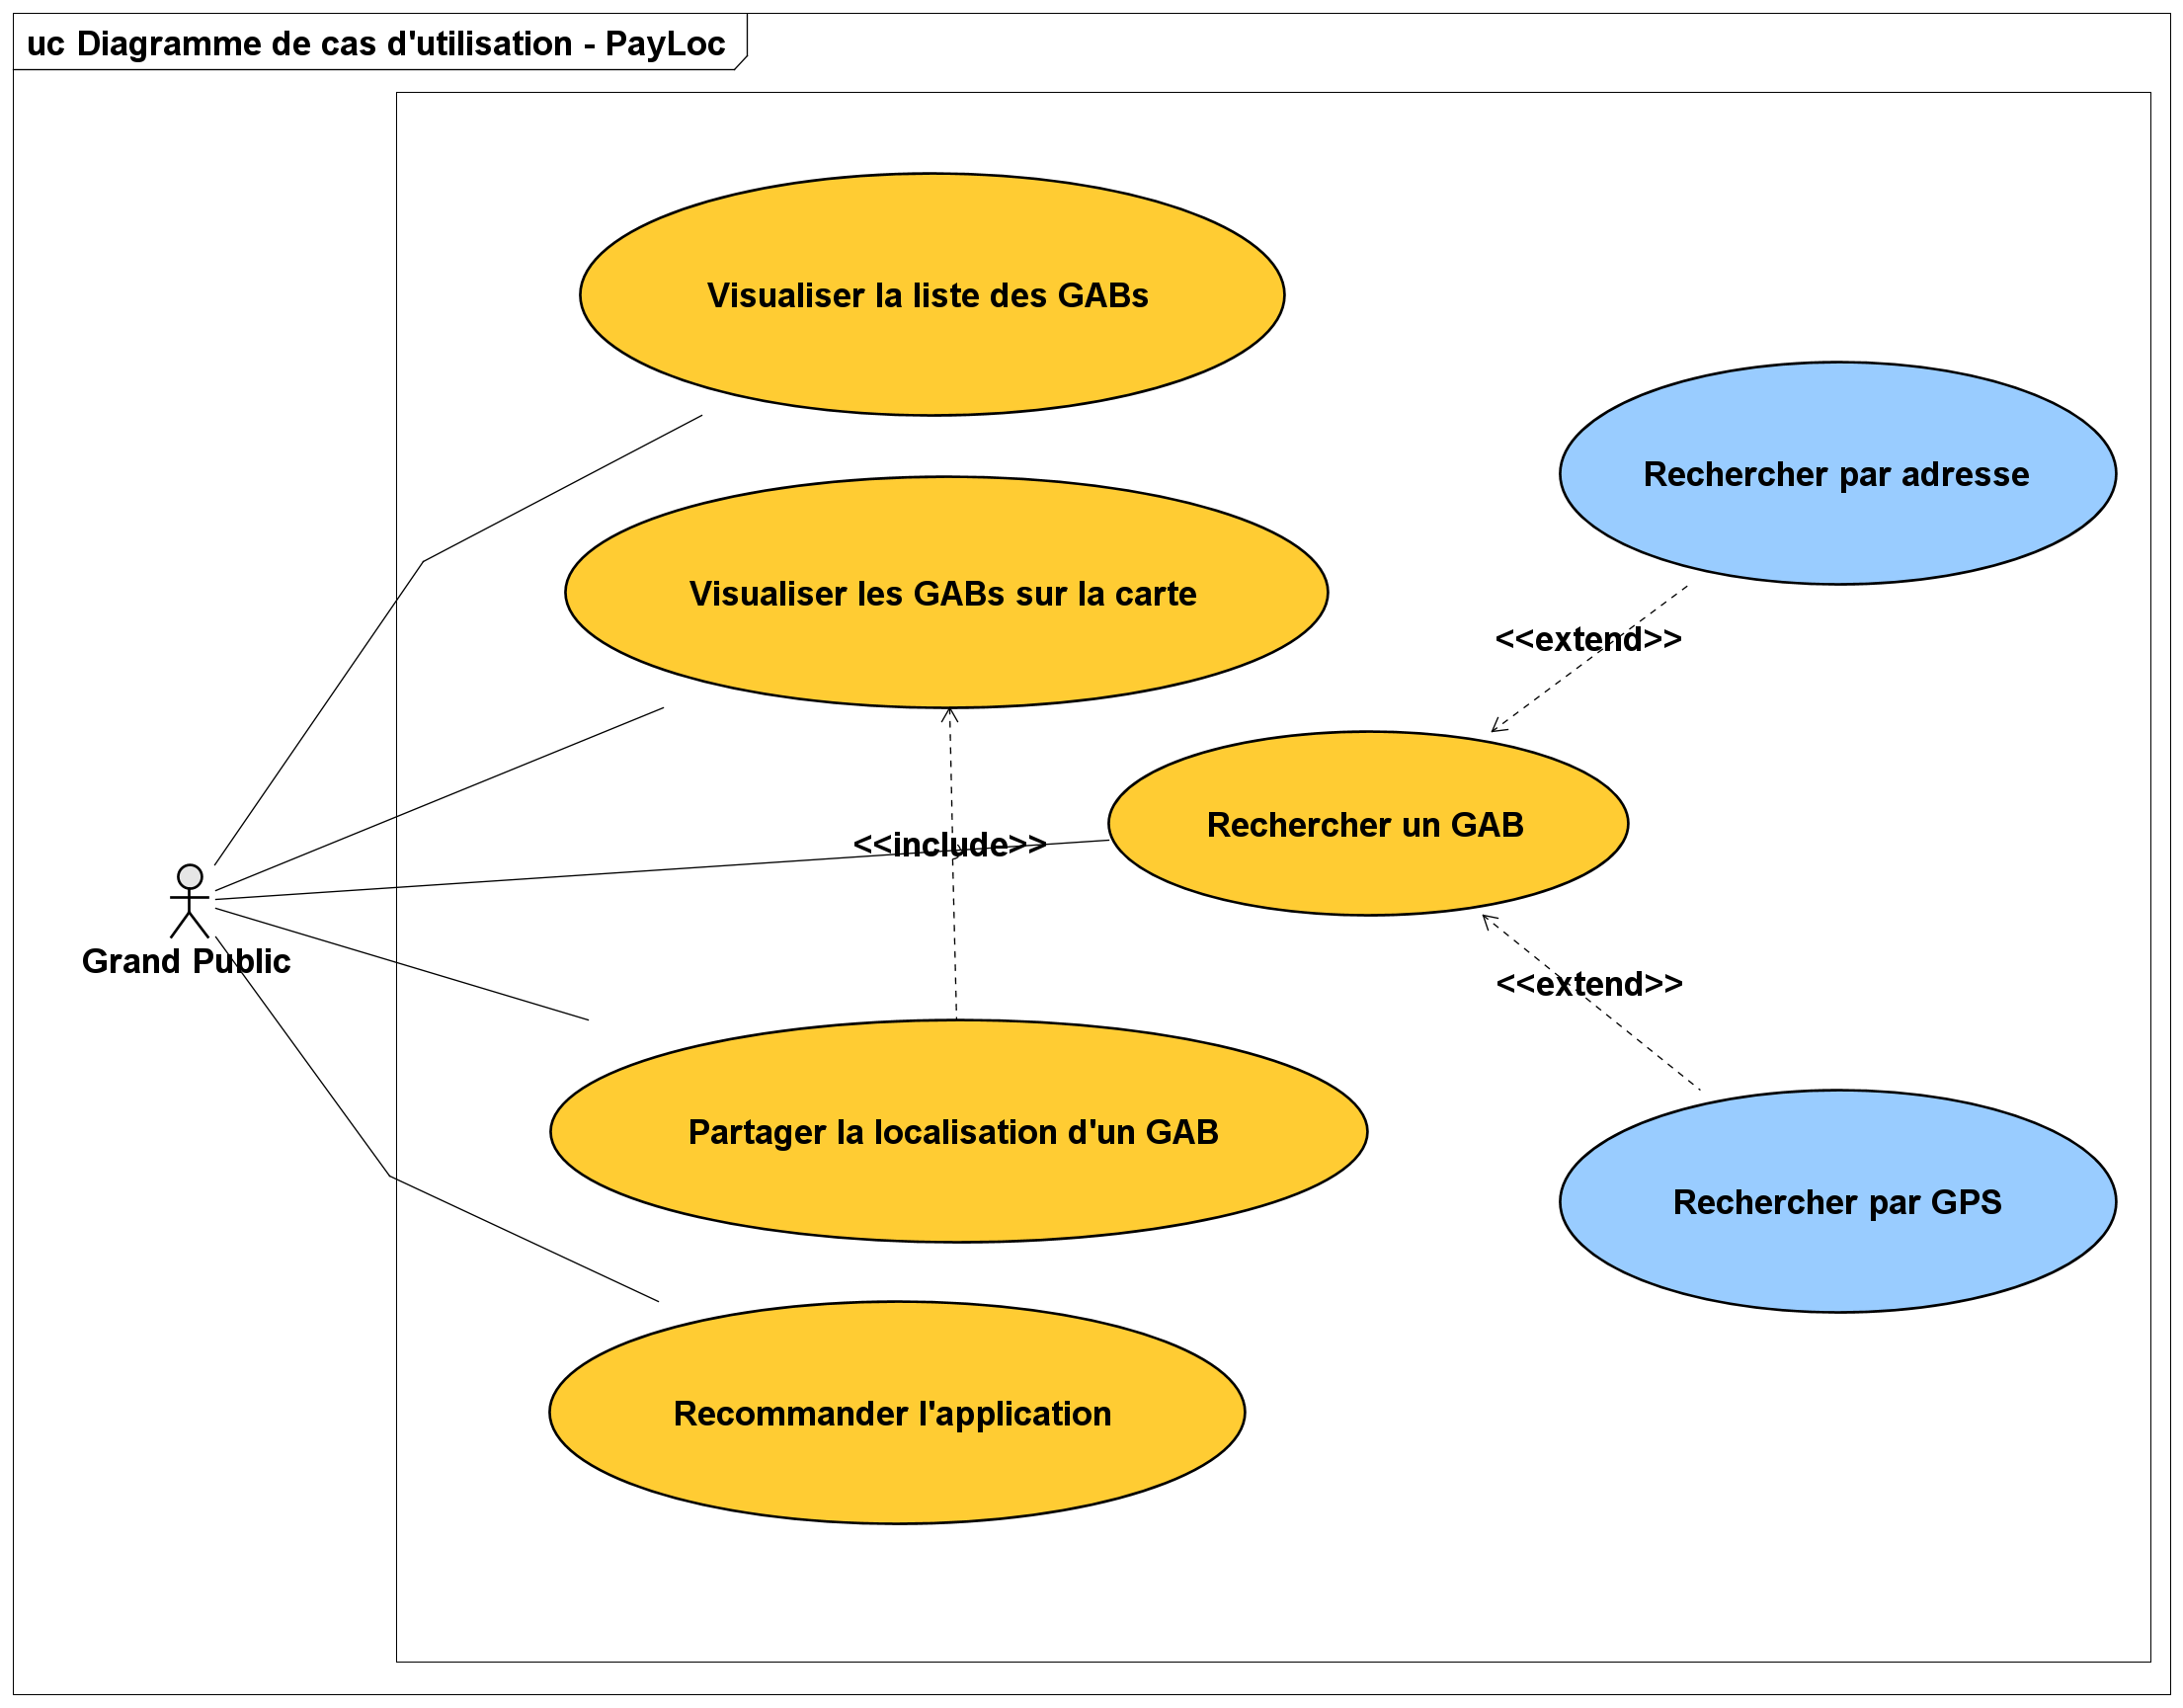 uc Diagramme de cas d'utilisation - PayLoc
Visualiser la liste des GABs
Rechercher par adresse
Visualiser les GABs sur la carte
<<extend>>
Rechercher un GAB
<<include>>
Grand Public
<<extend>>
Partager la localisation d'un GAB
Rechercher par GPS
Recommander l'application